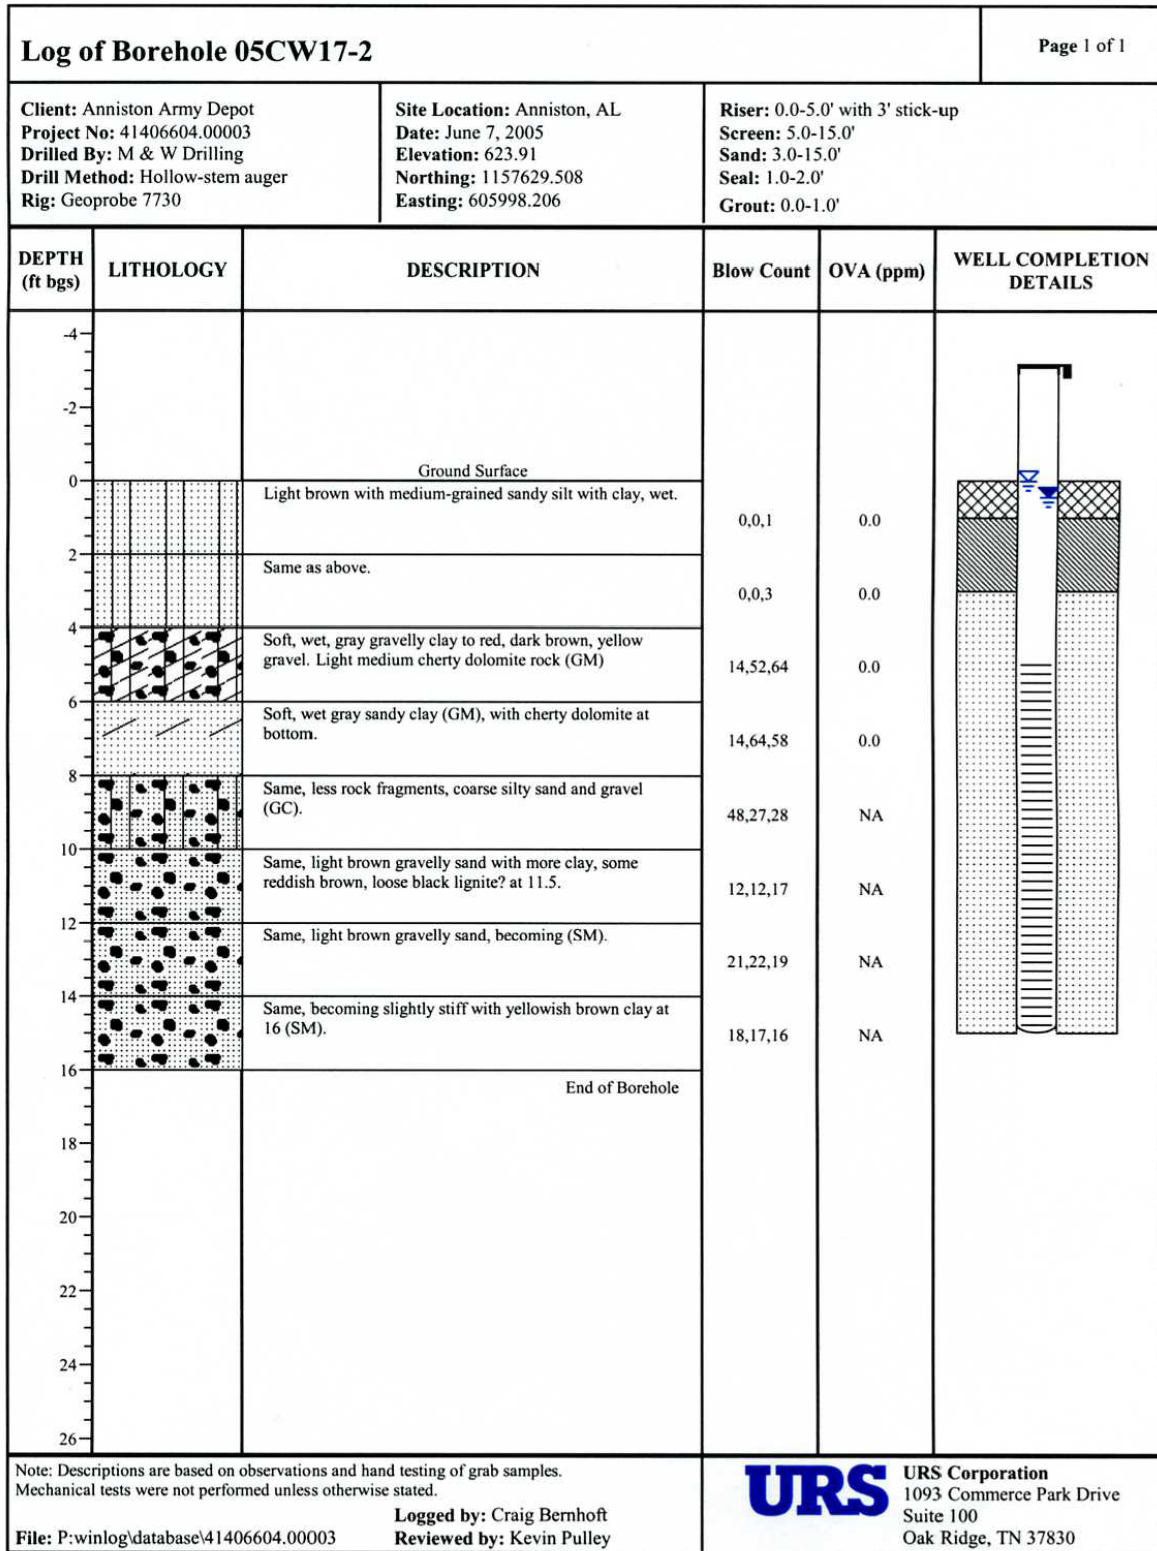 Log of Borehole 05CW17-2
Page 1 of 1
Client: Anniston Army Depot
Project No: 41406604.00003
Drilled By: M & W Drilling
Drill Method: Hollow-stem auger
Rig: Geoprobe 7730
Site Location: Anniston, AL
Date: June 7, 2005
Elevation: 623.91
Northing: 1157629.508
Easting: 605998.206
Riser: 0.0-5.0' with 3' stick-up
Screen: 5.0-15.0'
Sand: 3.0-15.0'
Seal: 1.0-2.0'
Grout: 0.0-1.0'
DEPTH
(ft bgs)
LITHOLOGY
DESCRIPTION
Blow Count
OVA (ppm)
WELL COMPLETION
DETAILS
-4
-2
Ground Surface
0
Light brown with medium-grained sandy silt with clay, wet.
0,0,1
0.0
2
Same as above.
0,0,3
0.0
4
Soft, wet, gray gravelly clay to red, dark brown, yellow
gravel. Light medium cherty dolomite rock (GM)
14,52,64
0.0
6
Soft, wet gray sandy clay (GM), with cherty dolomite at
bottom.
14,64,58
0.0
8
Same, less rock fragments, coarse silty sand and gravel
(GC).
48,27,28
NA
10
Same, light brown gravelly sand with more clay, some
reddish brown, loose black lignite? at 11.5.
12,12,17
NA
12
Same, light brown gravelly sand, becoming (SM).
21,22,19
NA
14
Same, becoming slightly stiff with yellowish brown clay at
16 (SM).
18,17,16
NA
16
End of Borehole
18
20
22
24
26
Note: Descriptions are based on observations and hand testing of grab samples.
Mechanical tests were not performed unless otherwise stated.
Logged by: Craig Bernhoft
File: P:winlog\database\41406604.00003
Reviewed by: Kevin Pulley
URS
URS Corporation
1093 Commerce Park Drive
Suite 100
Oak Ridge, TN 37830